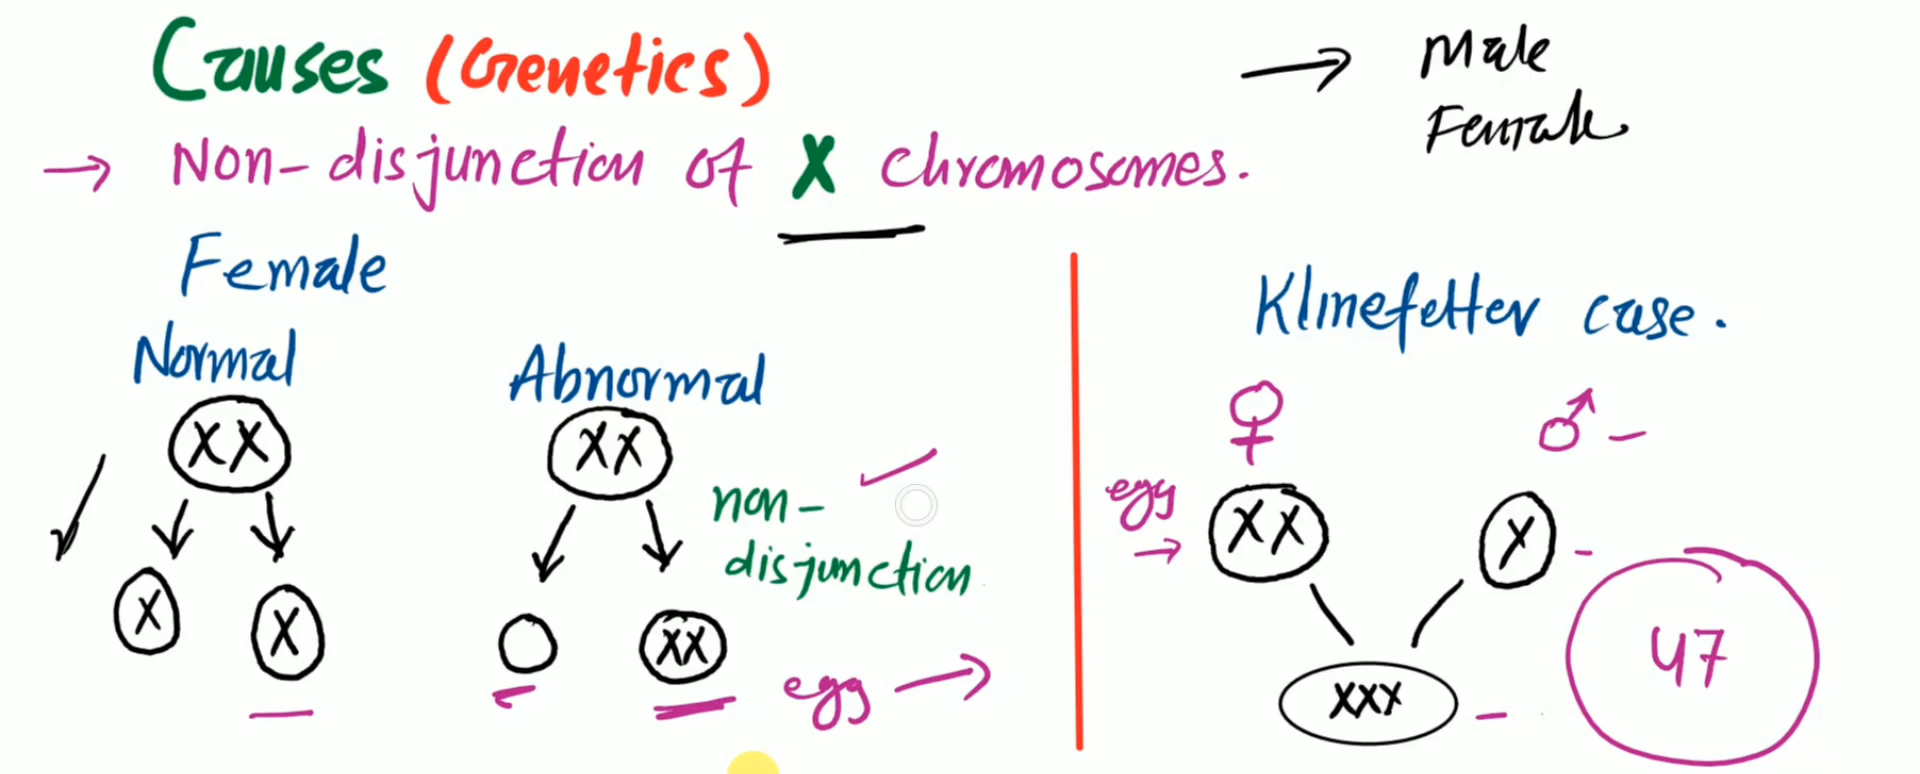 Causes (Genetics)
→ Male
Female
→ Non-disjunction of X chromosomes.
Female
Normal
Abnormal
XX
XX
non-
disjunction
X
X
XX
egg →
Klinefelter case.
♀
♂
egg
→
XX
X
XXX
47